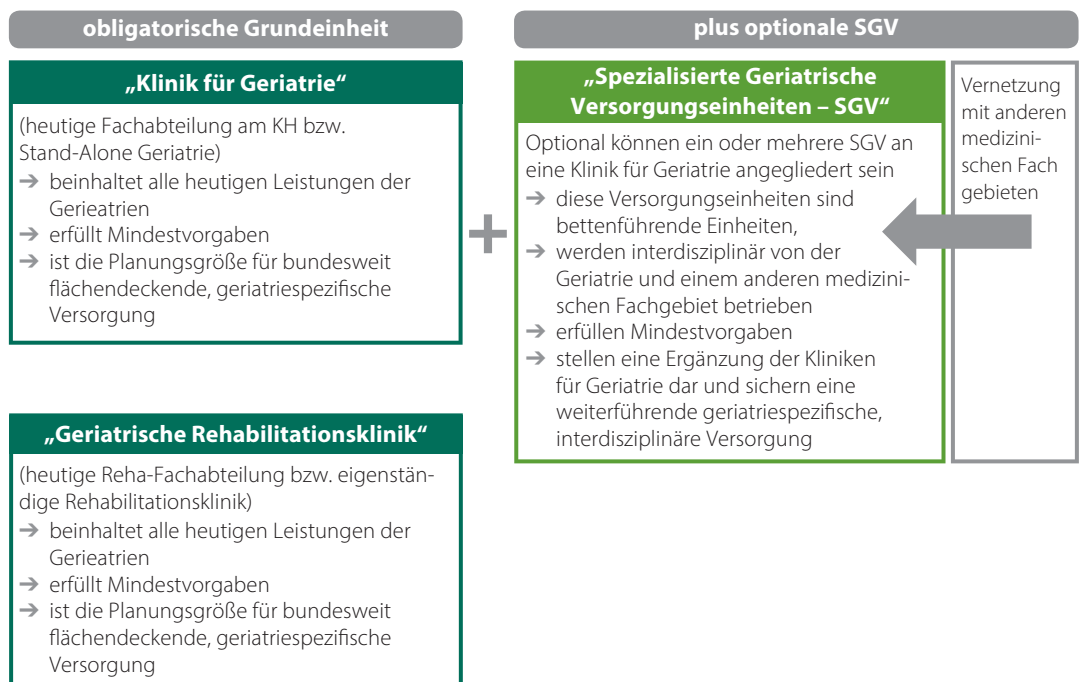 obligatorische Grundeinheit
„Klinik für Geriatrie“
(heutige Fachabteilung am KH bzw.
Stand-Alone Geriatrie)
➔ beinhaltet alle heutigen Leistungen der
Gerieatrien
➔ erfüllt Mindestvorgaben
➔ ist die Planungsgröße für bundesweit
flächendeckende, geriatriespezifische
Versorgung
+
plus optionale SGV
„Spezialisierte Geriatrische
Versorgungseinheiten – SGV“
Optional können ein oder mehrere SGV an
eine Klinik für Geriatrie angegliedert sein
➔ diese Versorgungseinheiten sind
bettenführende Einheiten,
➔ werden interdisziplinär von der
Geriatrie und einem anderen medizini-
schen Fachgebiet betrieben
➔ erfüllen Mindestvorgaben
➔ stellen eine Ergänzung der Kliniken
für Geriatrie dar und sichern eine
weiterführende geriatriespezifische,
interdisziplinäre Versorgung
Vernetzung
mit anderen
medizini-
schen Fach
gebieten
„Geriatrische Rehabilitationsklinik“
(heutige Reha-Fachabteilung bzw. eigenstän-
dige Rehabilitationsklinik)
➔ beinhaltet alle heutigen Leistungen der
Gerieatrien
➔ erfüllt Mindestvorgaben
➔ ist die Planungsgröße für bundesweit
flächendeckende, geriatriespezifische
Versorgung